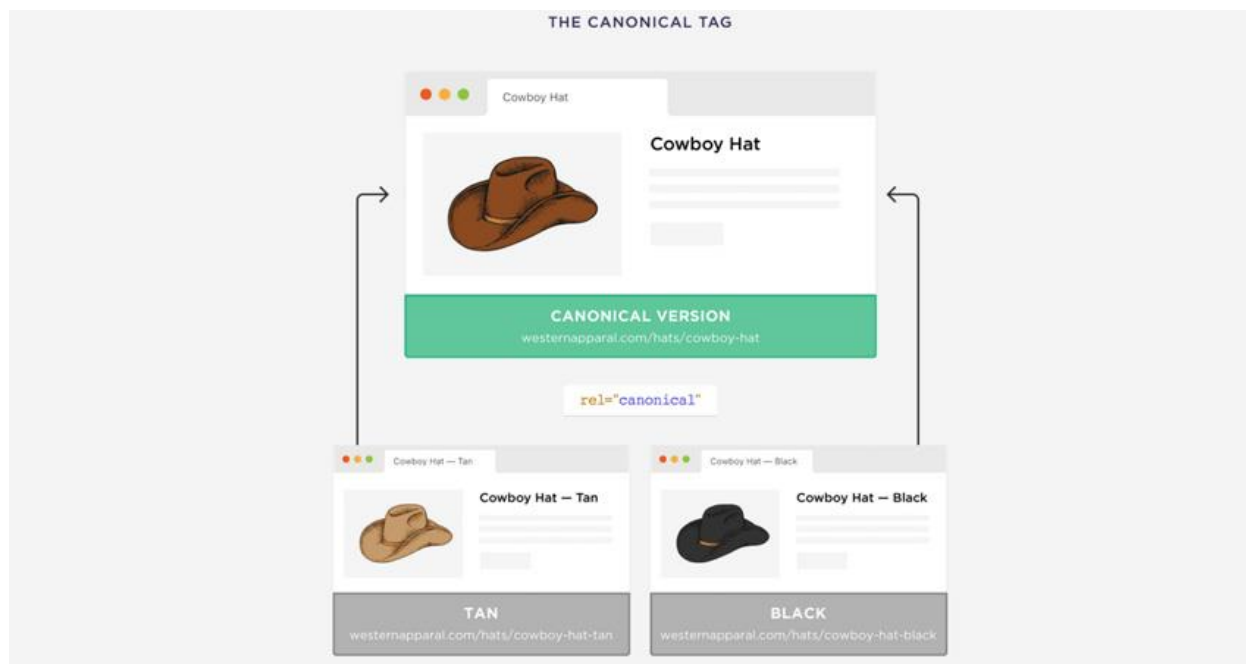 THE CANONICAL TAG
Cowboy Hat
Cowboy Hat
CANONICAL VERSION
westernapparal.com/hats/cowboy-hat
rel="canonical"
Cowboy Hat — Tan
Cowboy Hat — Tan
TAN
westernapparal.com/hats/cowboy-hat-tan
Cowboy Hat — Black
Cowboy Hat — Black
BLACK
westernapparal.com/hats/cowboy-hat-black